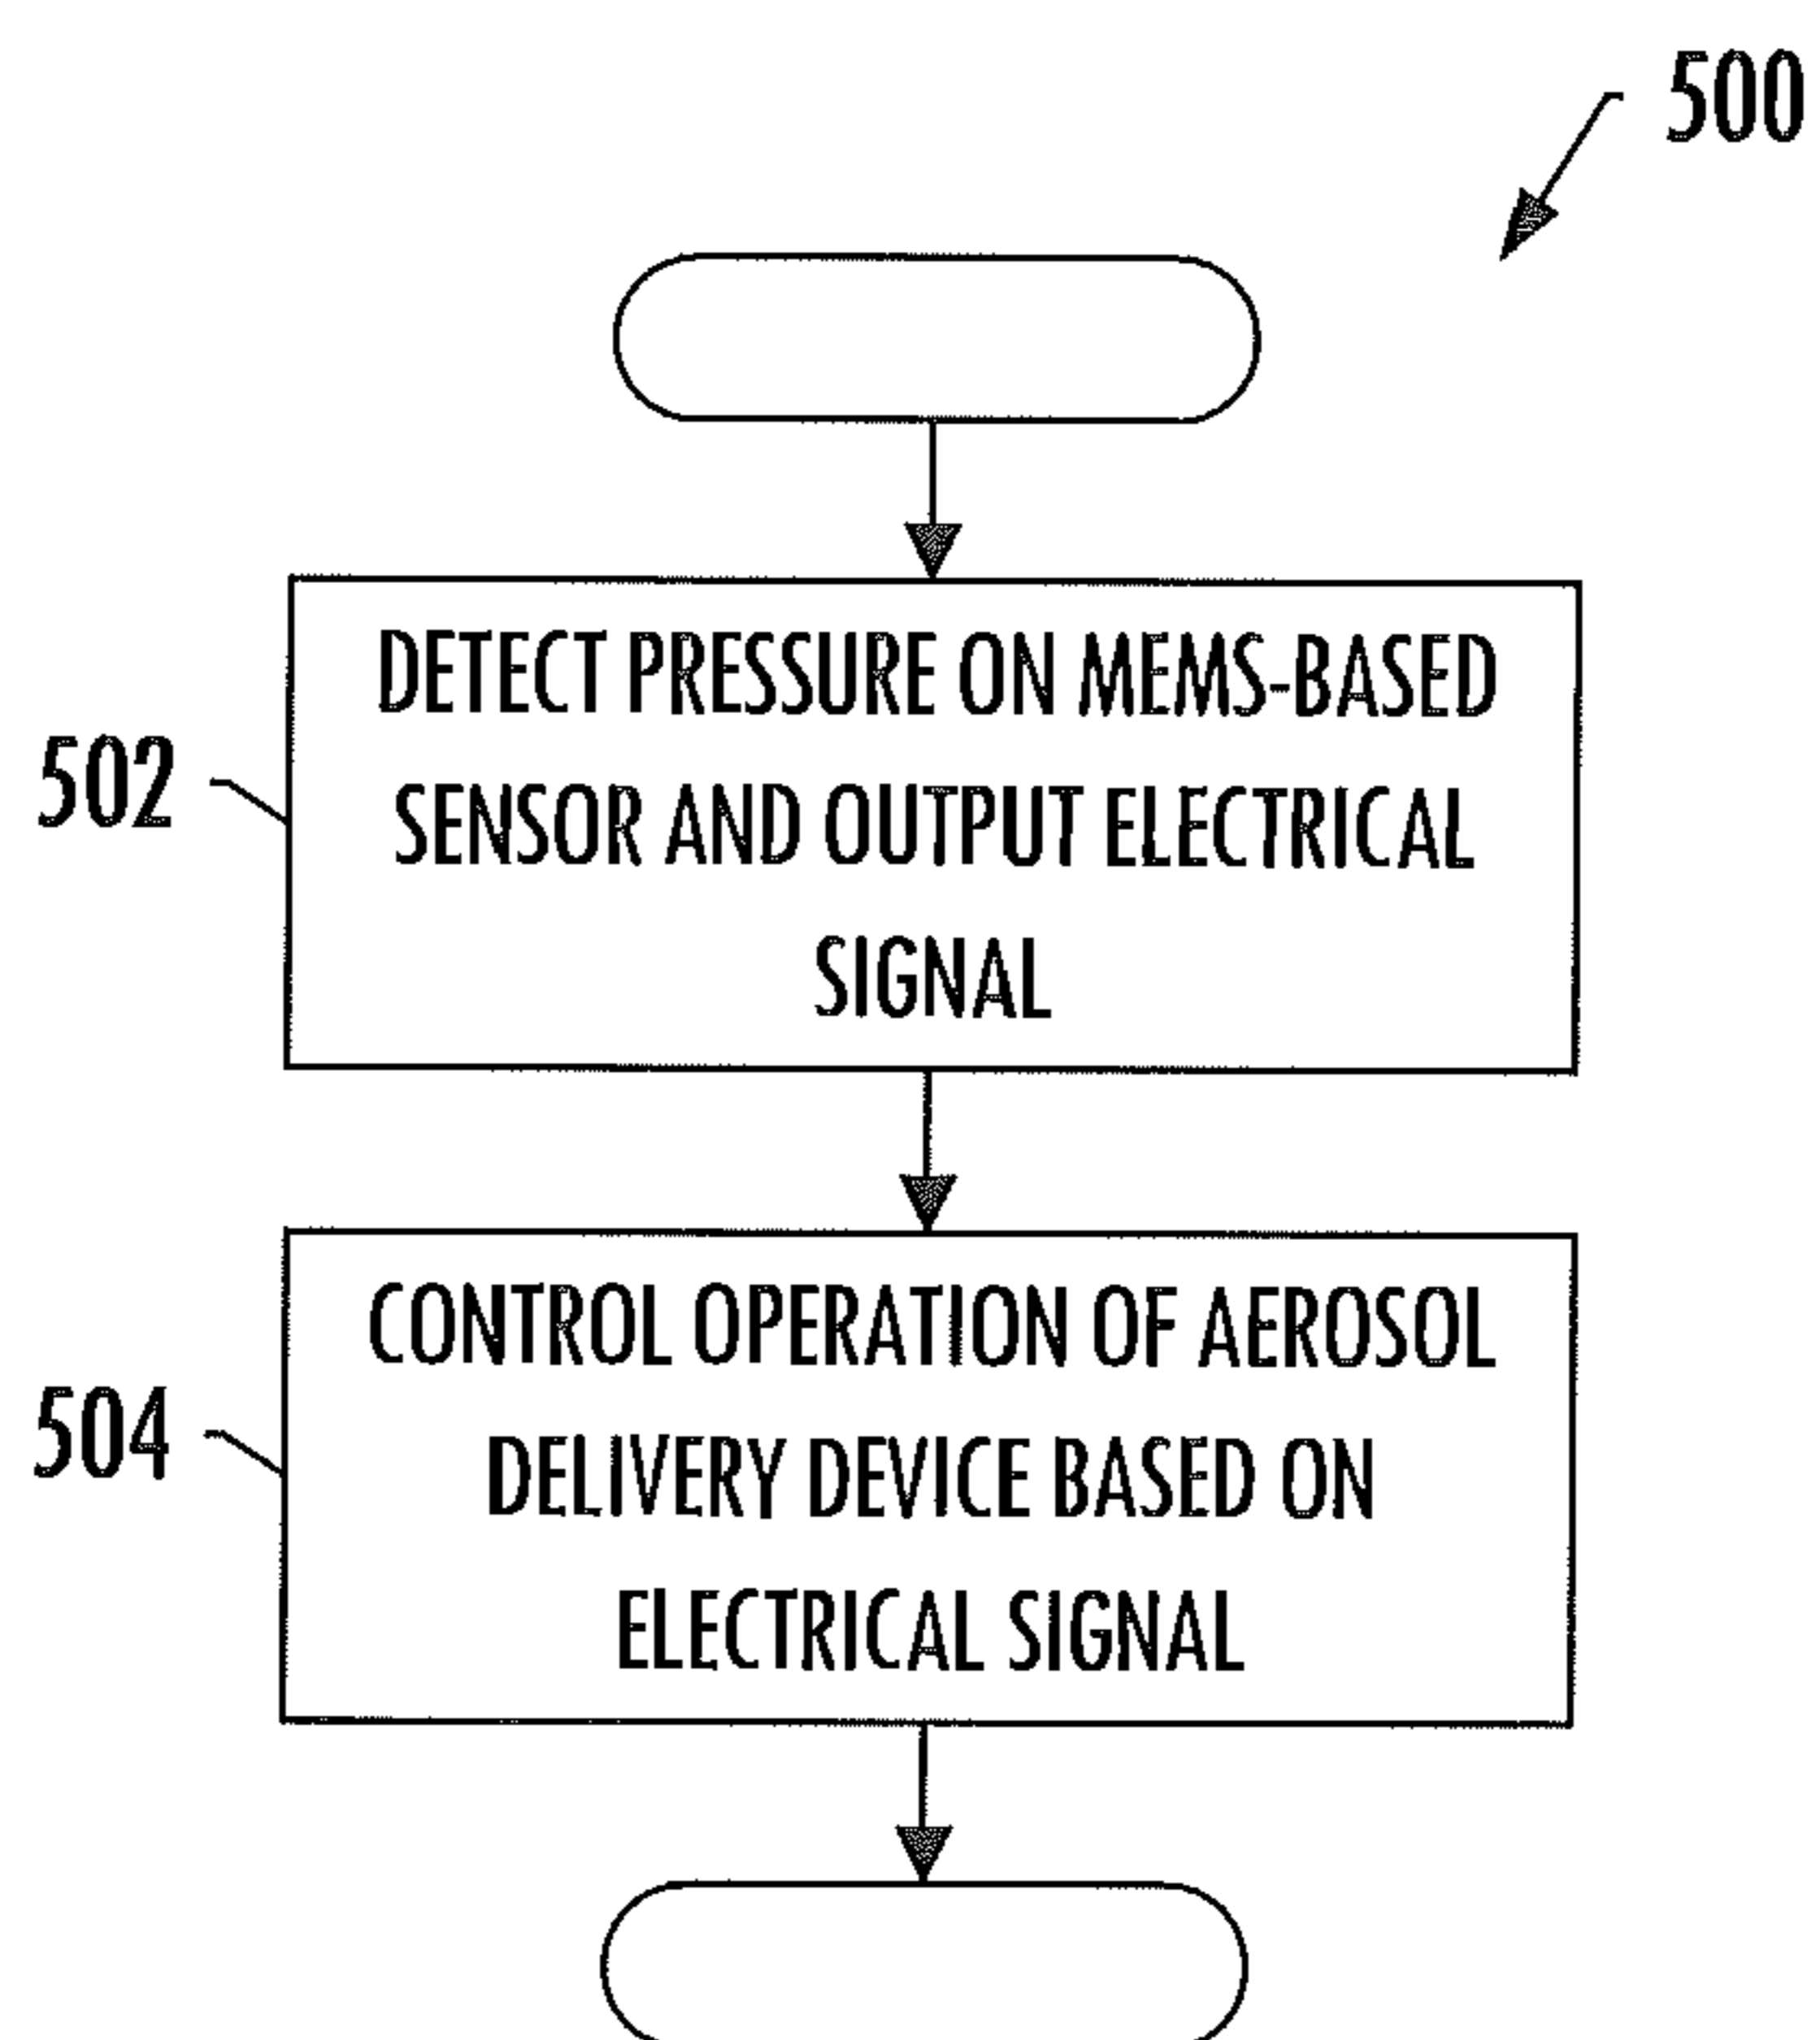 500
DETECT PRESSURE ON MEMS-BASED
SENSOR AND OUTPUT ELECTRICAL
SIGNAL
502
CONTROL OPERATION OF AEROSOL
DELIVERY DEVICE BASED ON
ELECTRICAL SIGNAL
504